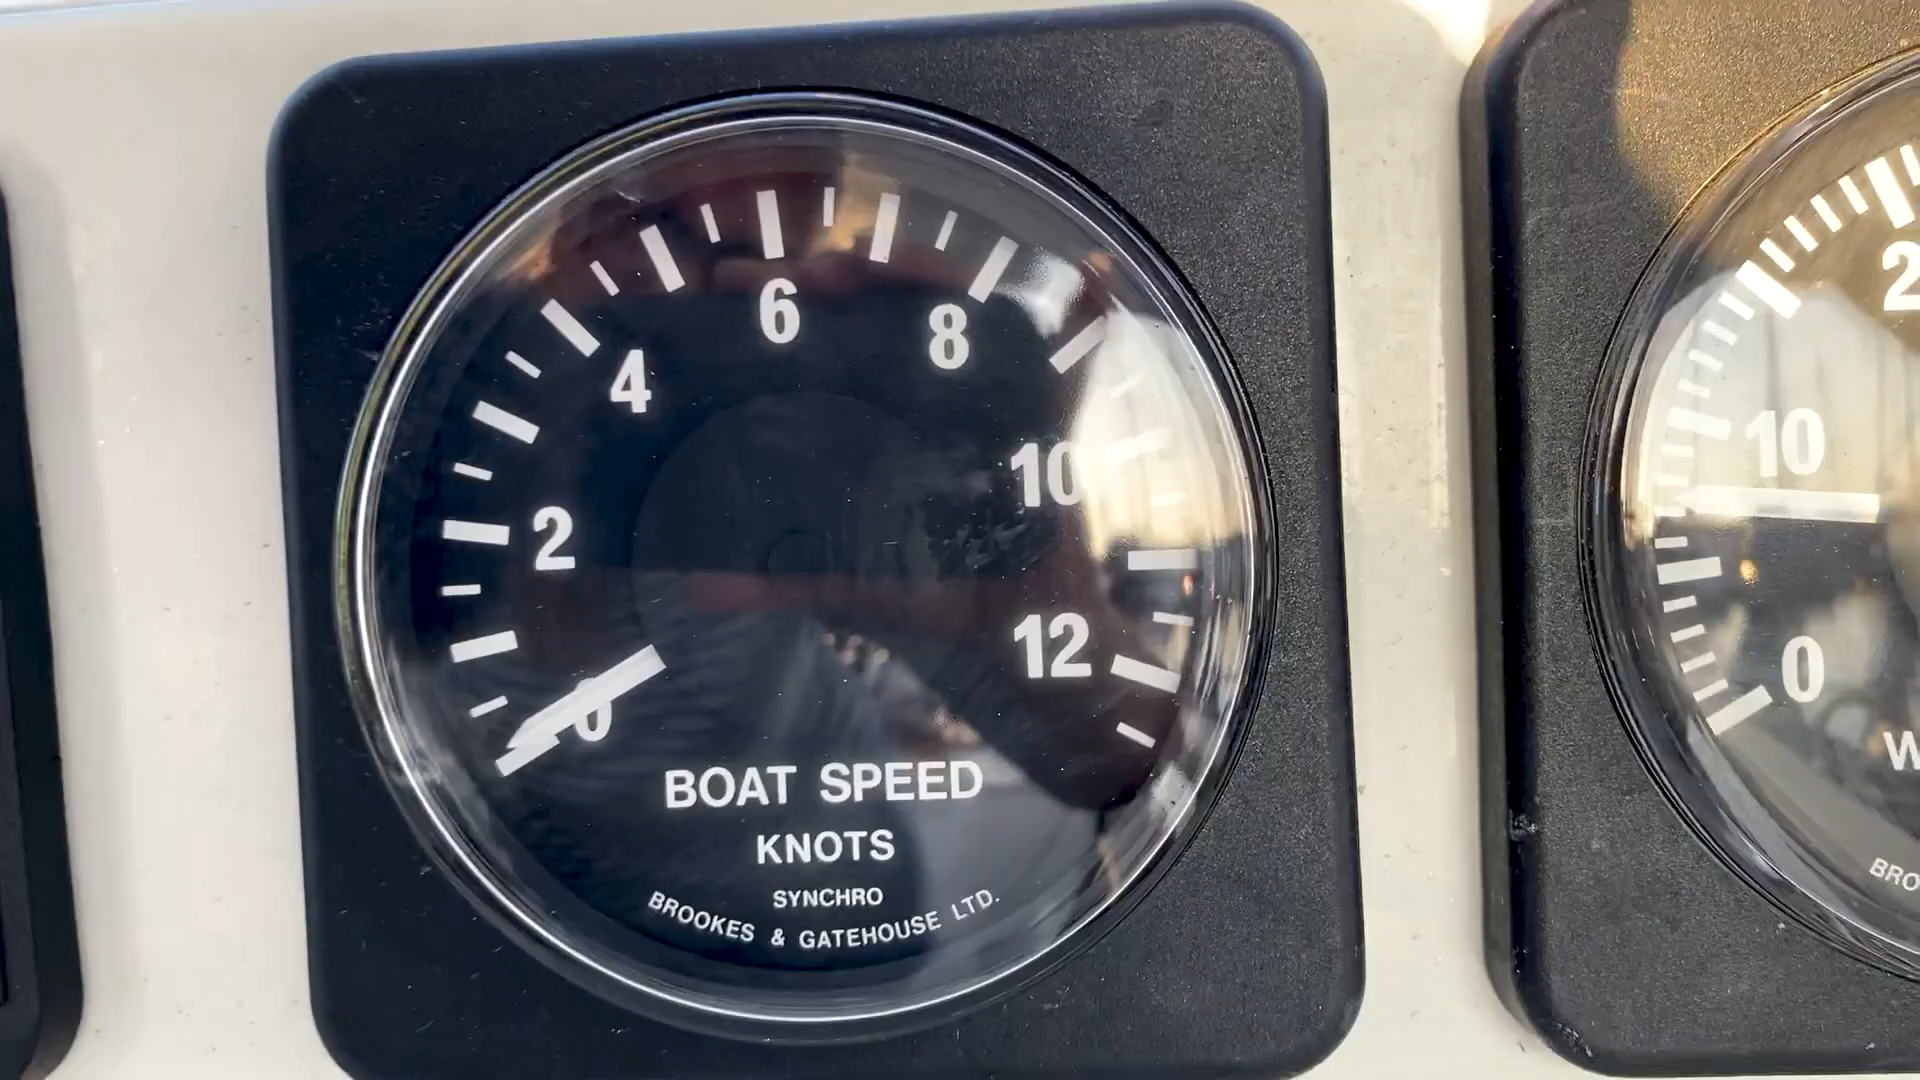 6
8
4
10
2
12
0
BOAT SPEED
KNOTS
SYNCHRO
BROOKES & GATEHOUSE LTD.
10
0